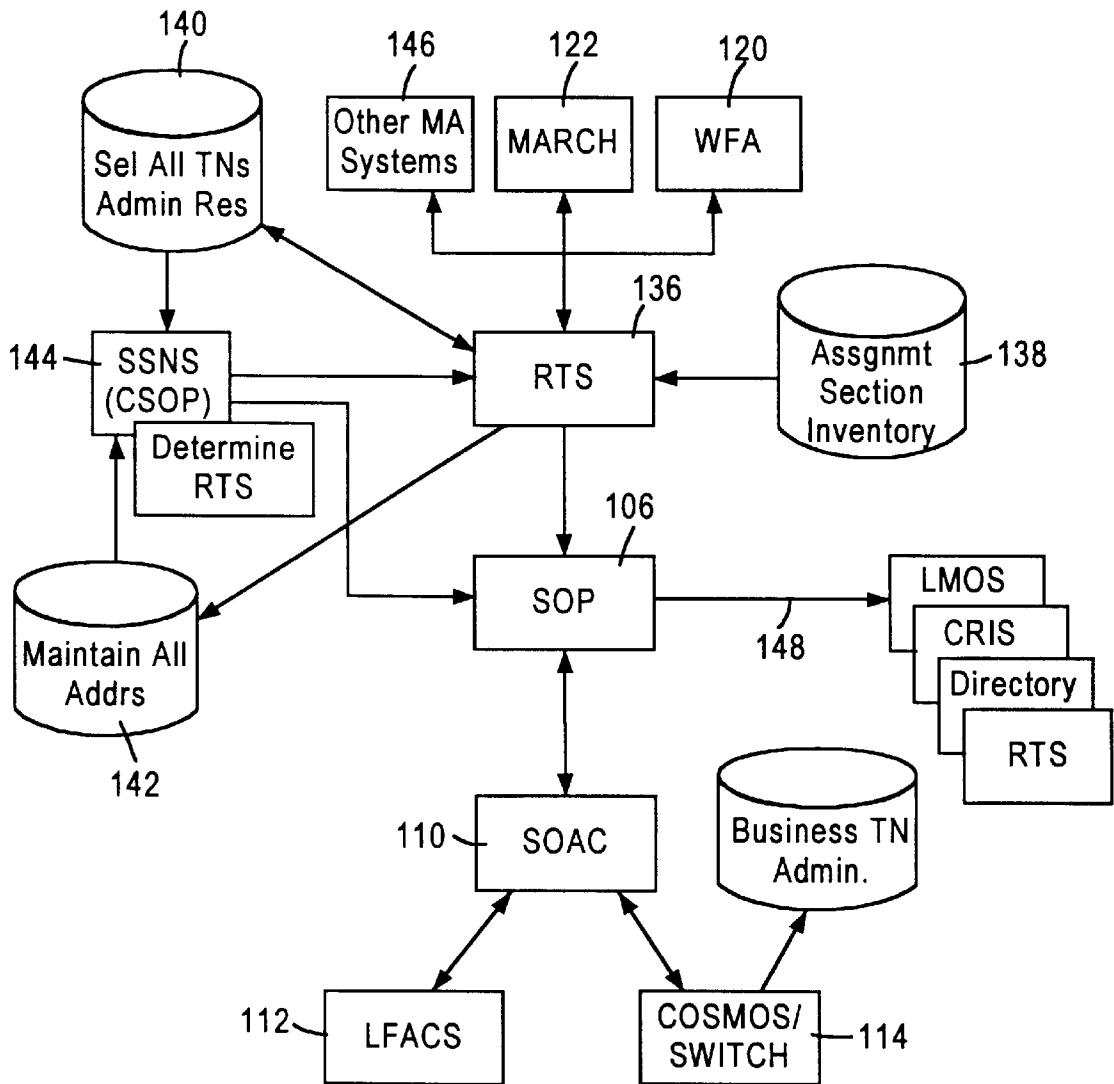 140
146
122
120
Other MA
Systems
MARCH
WFA
Sel All TNs
Admin Res
136
144
SSNS
(CSOP)
RTS
Assgnmt
Section
Inventory
138
Determine
RTS
106
SOP
148
LMOS
CRIS
Directory
RTS
Maintain All
Addrs
142
110
SOAC
Business TN
Admin.
112
LFACS
COSMOS/
SWITCH
114